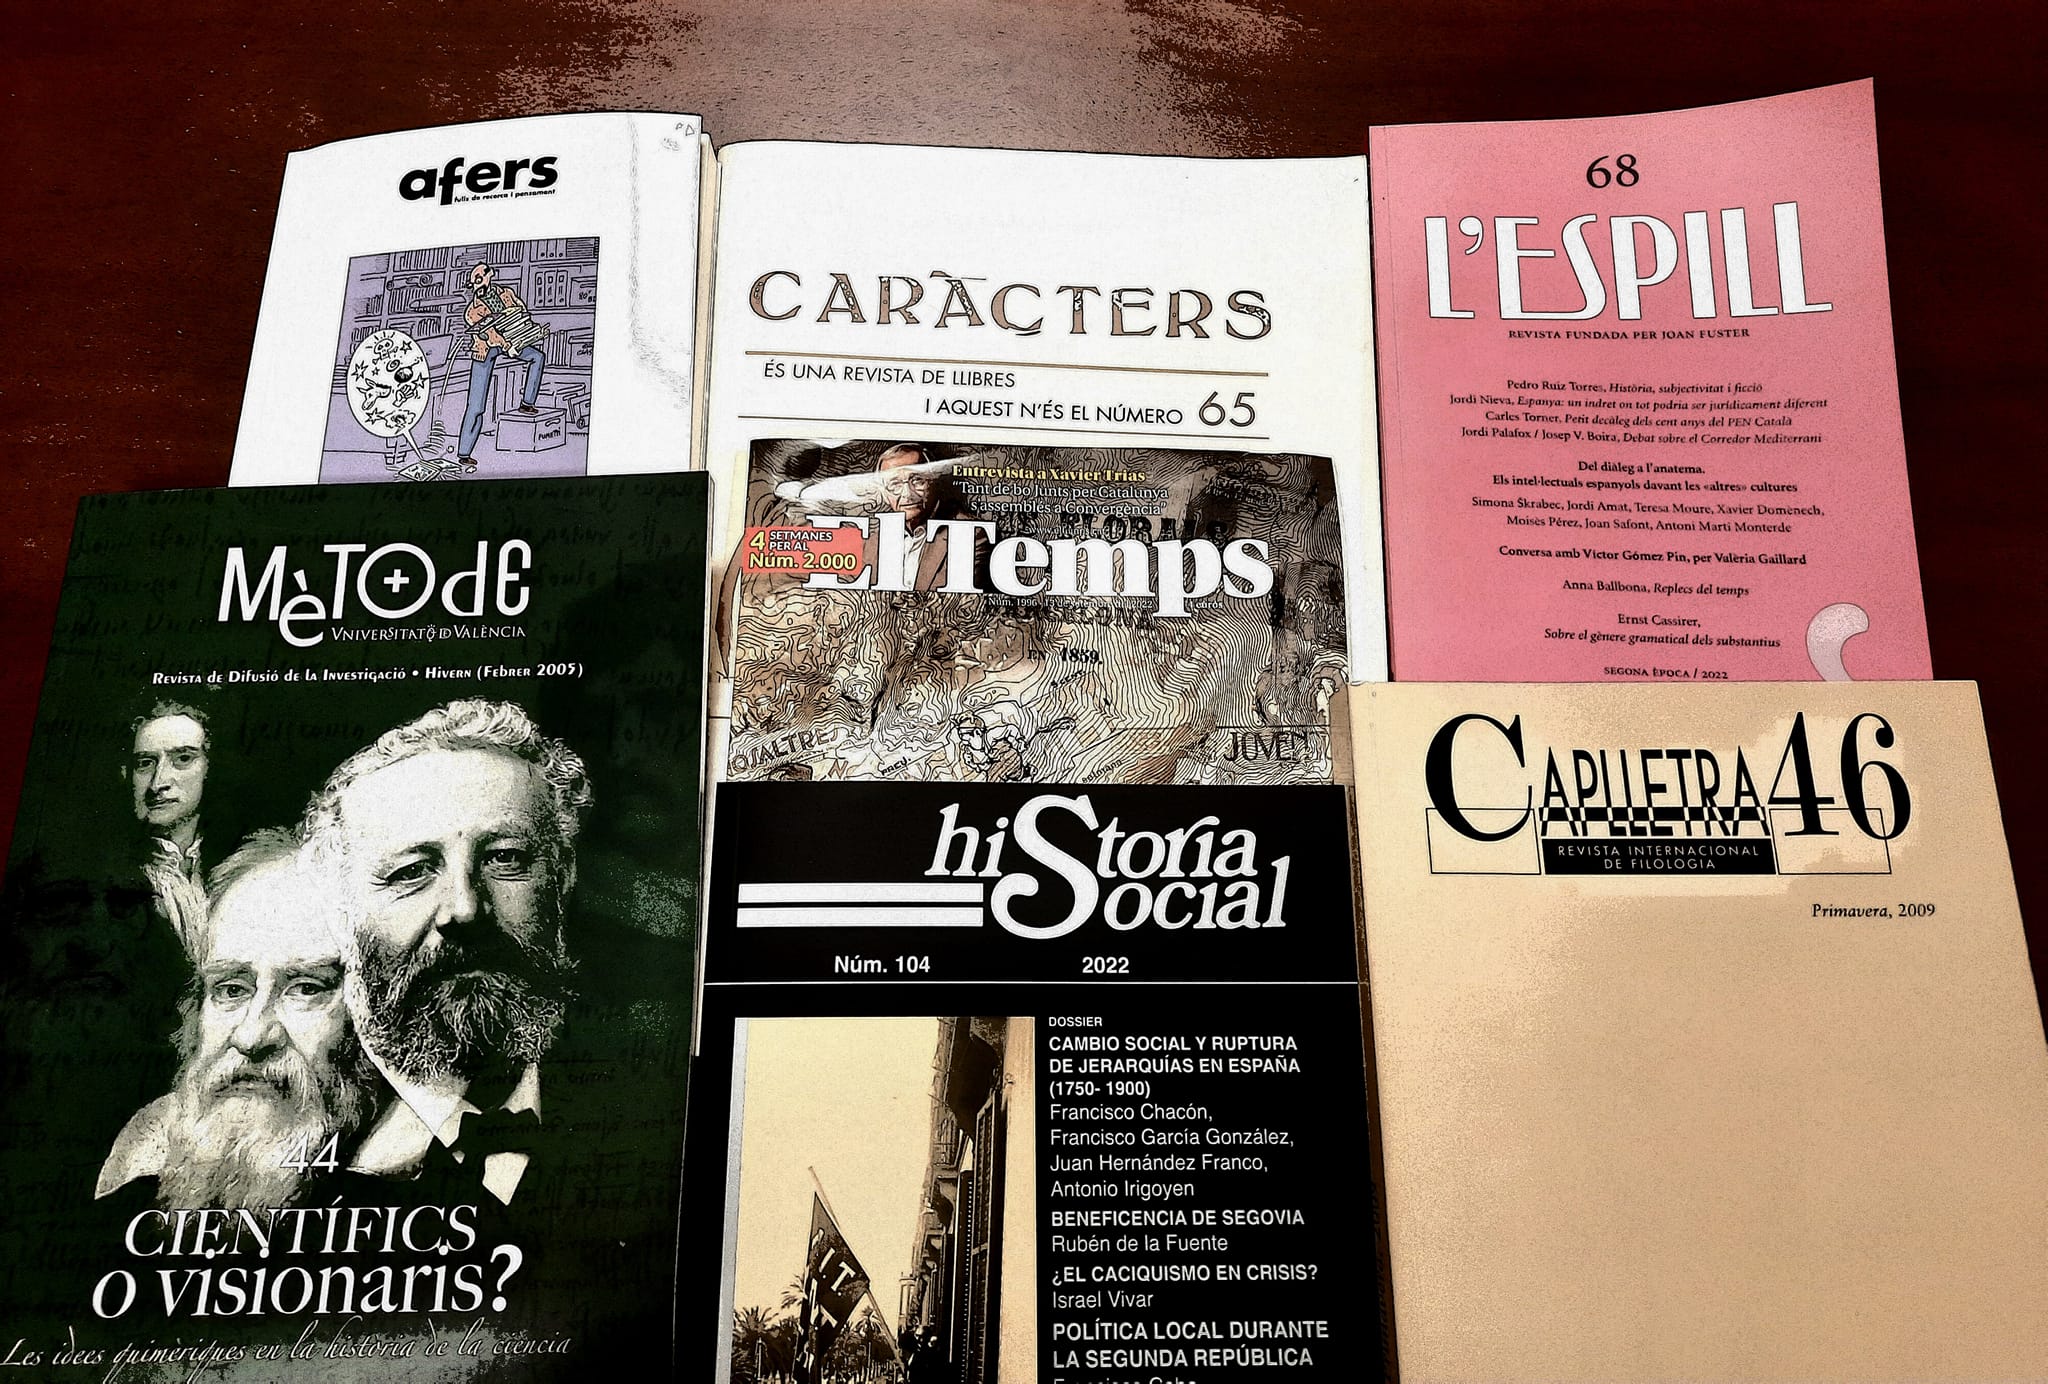 afers
fulls de recerca i pensament
CARÀCTERS
ÉS UNA REVISTA DE LLIBRES
I AQUEST N'ÉS EL NÚMERO 65
68
L'ESPILL
REVISTA FUNDADA PER JOAN FUSTER
Pedro Ruiz Torres, Història, subjectivitat i ficció
Jordi Nieva, Espanya: un indret on tot podria ser jurídicament diferent
Carles Torner, Petit decàleg dels cent anys del PEN Català
Jordi Palafox / Josep V. Boira, Debat sobre el Corredor Mediterrani
Del diàleg a l'anatema.
Els intel·lectuals espanyols davant les «altres» cultures
Simona Škrabec, Jordi Amat, Teresa Moure, Xavier Domènech,
Moisès Pérez, Joan Safont, Antoni Martí Monterde
Conversa amb Víctor Gómez Pin, per Valèria Gaillard
Anna Ballbona, Replecs del temps
Ernst Cassirer,
Sobre el gènere gramatical dels substantius
SEGONA ÈPOCA / 2022
Entrevista a Xavier Trias
"Tant de bo Junts per Catalunya
s'assemblés a Convergència"
4 SETMANES
PER AL
Núm. 2.000
El Temps
Núm. 1996
2022
euros
EN 1859.
JOVE
MèTOdE
VNIVERSITAT DE VALÈNCIA
Revista de Difusió de la Investigació • Hivern (Febrer 2005)
44
CIENTÍFICS
o visionaris?
Les idees quimèriques en la història de la ciència
hiStoria
Social
Núm. 104 2022
DOSSIER
CAMBIO SOCIAL Y RUPTURA
DE JERARQUÍAS EN ESPAÑA
(1750- 1900)
Francisco Chacón,
Francisco García González,
Juan Hernández Franco,
Antonio Irigoyen
BENEFICENCIA DE SEGOVIA
Rubén de la Fuente
¿EL CACIQUISMO EN CRISIS?
Israel Vivar
POLÍTICA LOCAL DURANTE
LA SEGUNDA REPÚBLICA
CAPLLETRA 46
REVISTA INTERNACIONAL
DE FILOLOGIA
Primavera, 2009